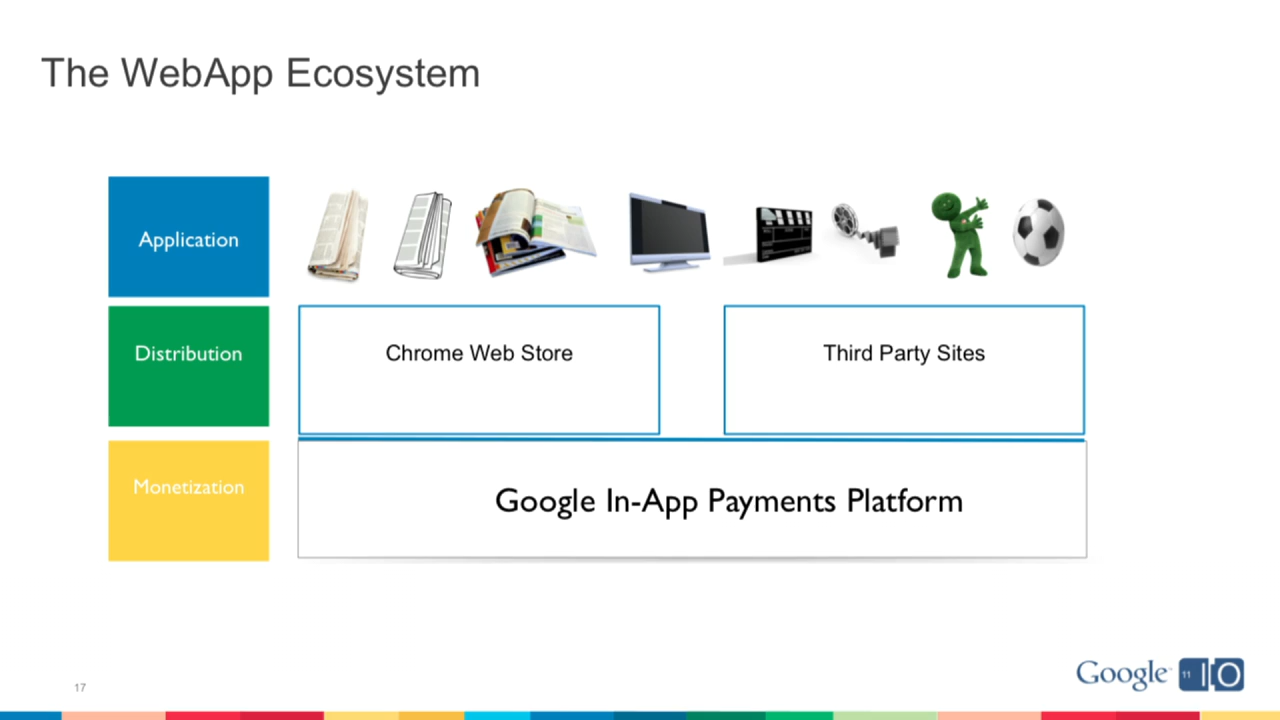 The WebApp Ecosystem
Application
Distribution
Chrome Web Store
Third Party Sites
Monetization
Google In-App Payments Platform
17
Google 11 IO